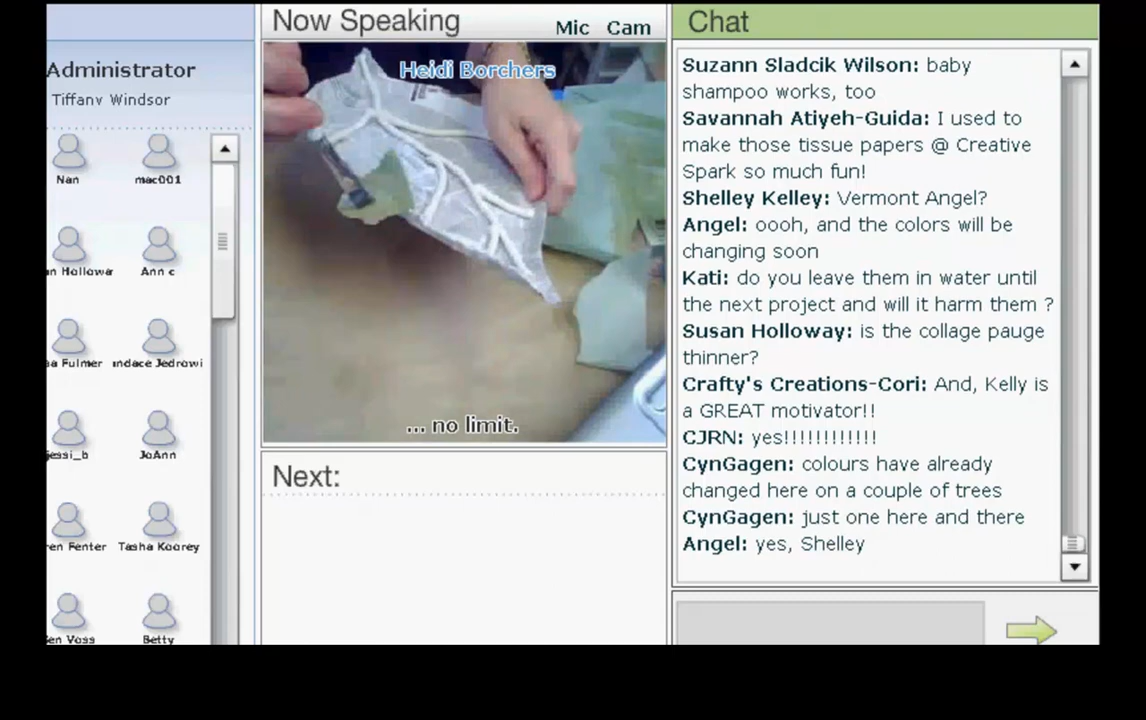 Administrator
Tiffany Windsor
Nan
mac001
n Hollowa
Ann c
sa Fulmer
ndace Jedrowi
jessi_b
JoAnn
ren Fenter
Tasha Koorey
en Voss
Betty
Now Speaking
Mic Cam
Heidi Borchers
... no limit.
Next:
Chat
Suzann Sladcik Wilson: baby
shampoo works, too
Savannah Atiyeh-Guida: I used to
make those tissue papers @ Creative
Spark so much fun!
Shelley Kelley: Vermont Angel?
Angel: oooh, and the colors will be
changing soon
Kati: do you leave them in water until
the next project and will it harm them ?
Susan Holloway: is the collage pauge
thinner?
Crafty's Creations-Cori: And, Kelly is
a GREAT motivator!!
CJRN: yes!!!!!!!!!!!!
CynGagen: colours have already
changed here on a couple of trees
CynGagen: just one here and there
Angel: yes, Shelley